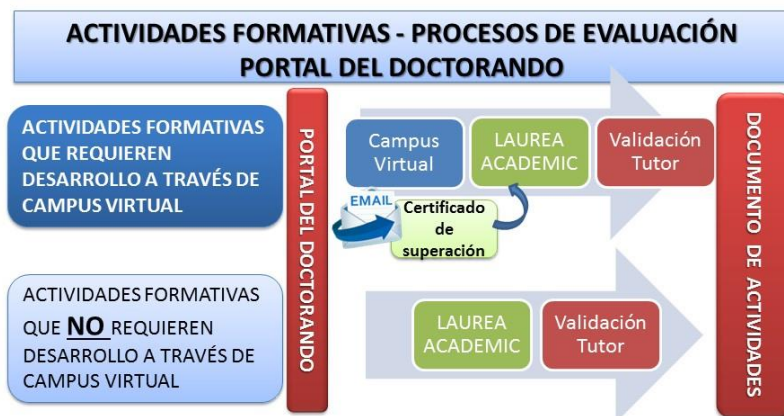 ACTIVIDADES FORMATIVAS - PROCESOS DE EVALUACIÓN
PORTAL DEL DOCTORANDO
ACTIVIDADES FORMATIVAS
QUE REQUIEREN
DESARROLLO A TRAVÉS DE
CAMPUS VIRTUAL
PORTAL DEL DOCTORANDO
Campus
Virtual
LAUREA
ACADEMIC
Validación
Tutor
EMAIL
Certificado
de
superación
DOCUMENTO DE ACTIVIDADES
ACTIVIDADES FORMATIVAS
QUE NO REQUIEREN
DESARROLLO A TRAVÉS DE
CAMPUS VIRTUAL
LAUREA
ACADEMIC
Validación
Tutor